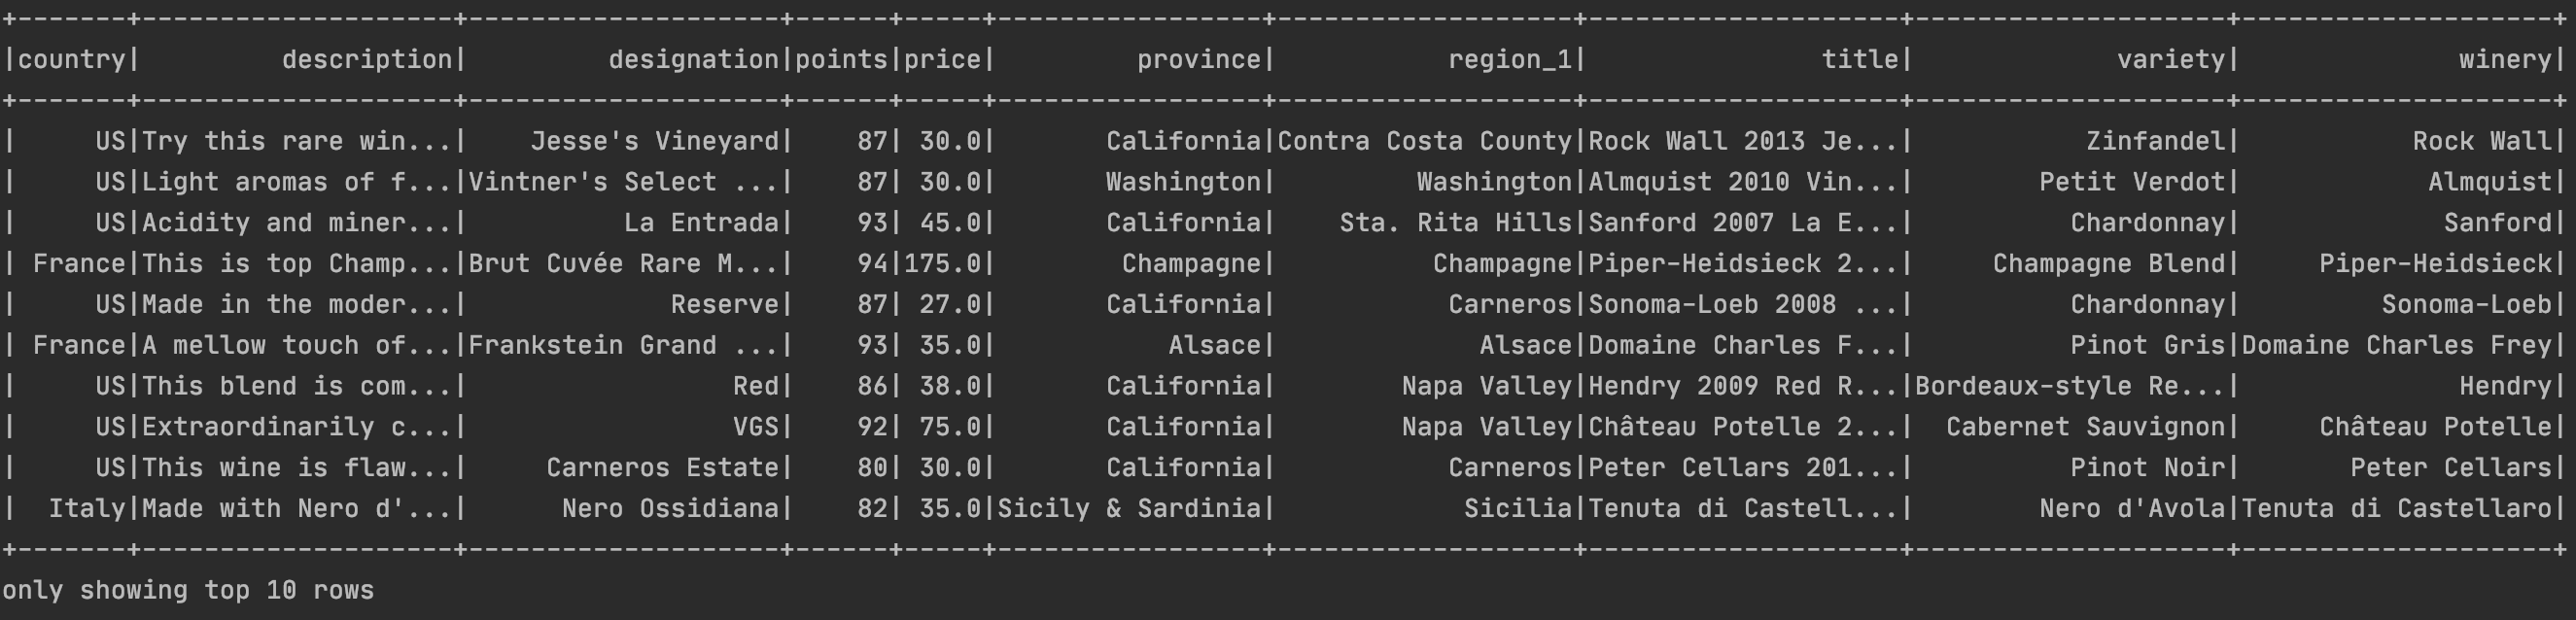 +-------+--------------------+--------------------+------+-----+-----------------+-------------------+--------------------+--------------------+--------------------+
|country|         description|         designation|points|price|         province|           region_1|               title|             variety|              winery|
+-------+--------------------+--------------------+------+-----+-----------------+-------------------+--------------------+--------------------+--------------------+
|     US|Try this rare win...|    Jesse's Vineyard|    87| 30.0|       California|Contra Costa County|Rock Wall 2013 Je...|           Zinfandel|           Rock Wall|
|     US|Light aromas of f...|Vintner's Select ...|    87| 30.0|       Washington|         Washington|Almquist 2010 Vin...|        Petit Verdot|            Almquist|
|     US|Acidity and miner...|          La Entrada|    93| 45.0|       California|    Sta. Rita Hills|Sanford 2007 La E...|          Chardonnay|             Sanford|
| France|This is top Champ...|Brut Cuvée Rare M...|    94|175.0|        Champagne|          Champagne|Piper-Heidsieck 2...|     Champagne Blend|     Piper-Heidsieck|
|     US|Made in the moder...|             Reserve|    87| 27.0|       California|           Carneros|Sonoma-Loeb 2008 ...|          Chardonnay|         Sonoma-Loeb|
| France|A mellow touch of...|Frankstein Grand ...|    93| 35.0|           Alsace|             Alsace|Domaine Charles F...|          Pinot Gris|Domaine Charles Frey|
|     US|This blend is com...|                 Red|    86| 38.0|       California|        Napa Valley|Hendry 2009 Red R...|Bordeaux-style Re...|              Hendry|
|     US|Extraordinarily c...|                 VGS|    92| 75.0|       California|        Napa Valley|Château Potelle 2...|  Cabernet Sauvignon|     Château Potelle|
|     US|This wine is flaw...|     Carneros Estate|    80| 30.0|       California|           Carneros|Peter Cellars 201...|          Pinot Noir|       Peter Cellars|
|  Italy|Made with Nero d'...|      Nero Ossidiana|    82| 35.0|Sicily & Sardinia|            Sicilia|Tenuta di Castell...|        Nero d'Avola|Tenuta di Castellaro|
+-------+--------------------+--------------------+------+-----+-----------------+-------------------+--------------------+--------------------+--------------------+
only showing top 10 rows